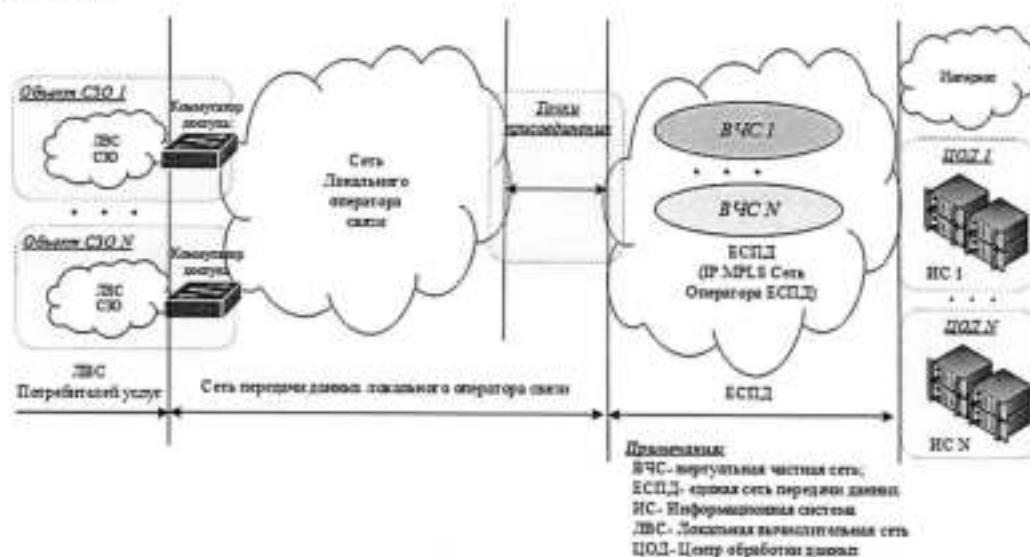 Объект СЗО 1
ЛВС
СЗО
Коммутатор
доступа
Объект СЗО N
ЛВС
СЗО
Коммутатор
доступа
Сеть
Локального
оператора
связи
Точки
присоединения
ВЧС 1
ВЧС N
ЕСПД
(IP MPLS Сеть
Оператора ЕСПД)
Интернет
ЦОД 1
ИС 1
ЦОД N
ИС N
ЛВС
Потребителей услуг
Сеть передачи данных локального оператора связи
ЕСПД
Примечания:
ВЧС- виртуальная частная сеть;
ЕСПД- единая сеть передачи данных
ИС- Информационная система
ЛВС- Локальная вычислительная сеть
ЦОД- Центр обработки данных